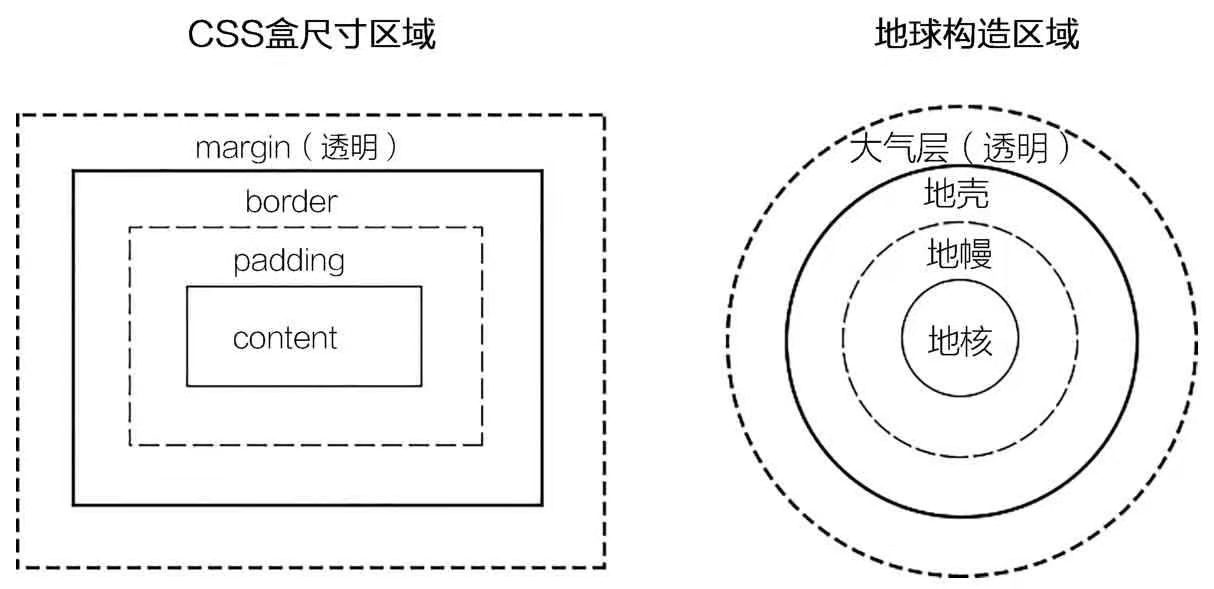 CSS盒尺寸区域
margin（透明）
border
padding
content
地球构造区域
大气层（透明）
地壳
地幔
地核